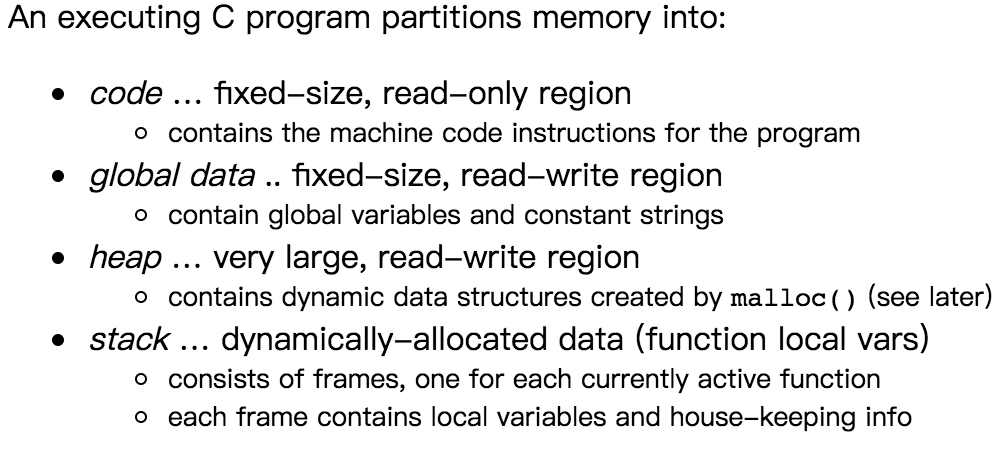 An executing C program partitions memory into:
• code … fixed-size, read-only region
◦ contains the machine code instructions for the program
• global data .. fixed-size, read-write region
◦ contain global variables and constant strings
• heap … very large, read-write region
◦ contains dynamic data structures created by malloc() (see later)
• stack … dynamically-allocated data (function local vars)
◦ consists of frames, one for each currently active function
◦ each frame contains local variables and house-keeping info